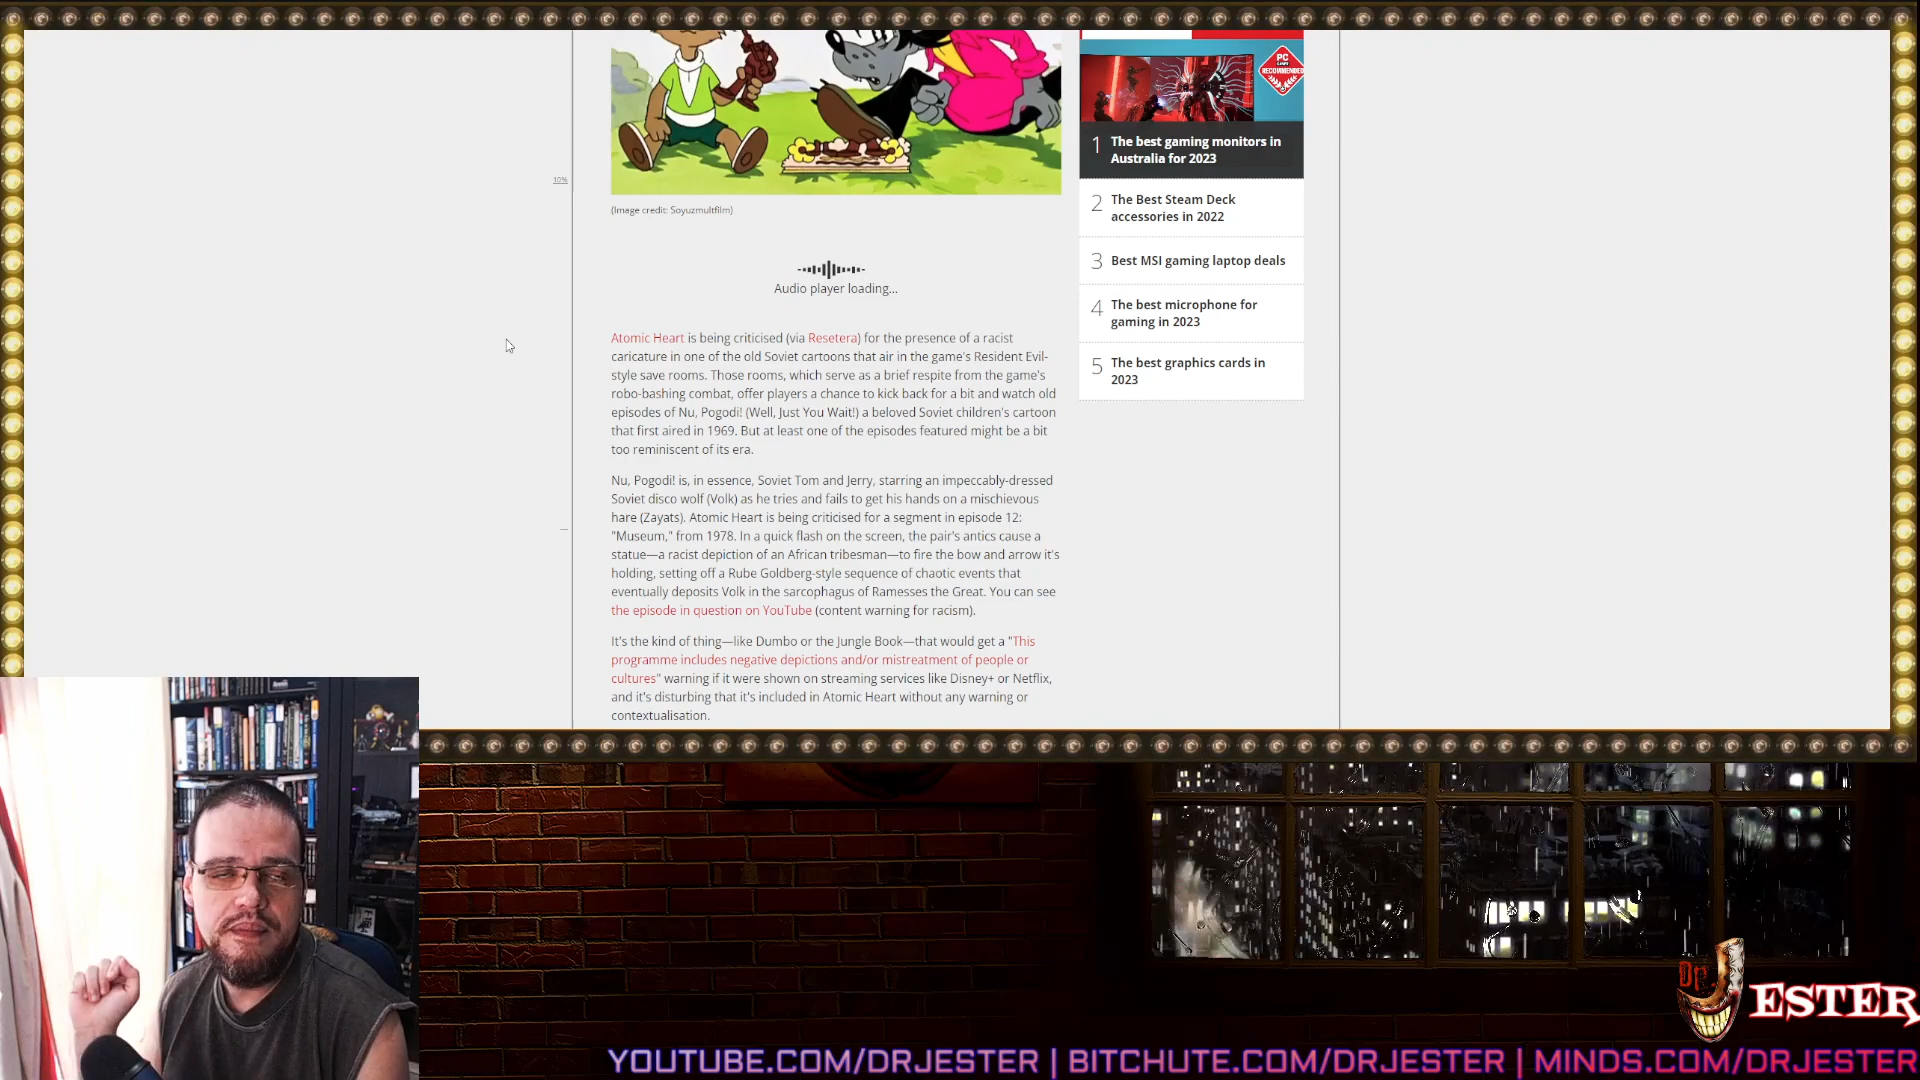 PC
GAMER
RECOMMENDED
1 The best gaming monitors in
Australia for 2023
10%
2 The Best Steam Deck
accessories in 2022
(Image credit: Soyuzmultfilm)
3 Best MSI gaming laptop deals
Audio player loading...
4 The best microphone for
gaming in 2023
5 The best graphics cards in
2023
Atomic Heart is being criticised (via Resetera) for the presence of a racist
caricature in one of the old Soviet cartoons that air in the game's Resident Evil-
style save rooms. Those rooms, which serve as a brief respite from the game's
robo-bashing combat, offer players a chance to kick back for a bit and watch old
episodes of Nu, Pogodi! (Well, Just You Wait!) a beloved Soviet children's cartoon
that first aired in 1969. But at least one of the episodes featured might be a bit
too reminiscent of its era.
Nu, Pogodi! is, in essence, Soviet Tom and Jerry, starring an impeccably-dressed
Soviet disco wolf (Volk) as he tries and fails to get his hands on a mischievous
hare (Zayats). Atomic Heart is being criticised for a segment in episode 12:
"Museum," from 1978. In a quick flash on the screen, the pair's antics cause a
statue—a racist depiction of an African tribesman—to fire the bow and arrow it's
holding, setting off a Rube Goldberg-style sequence of chaotic events that
eventually deposits Volk in the sarcophagus of Ramesses the Great. You can see
the episode in question on YouTube (content warning for racism).
It's the kind of thing—like Dumbo or the Jungle Book—that would get a "This
programme includes negative depictions and/or mistreatment of people or
cultures" warning if it were shown on streaming services like Disney+ or Netflix,
and it's disturbing that it's included in Atomic Heart without any warning or
contextualisation.
Dr. JESTER
YOUTUBE.COM/DRJESTER | BITCHUTE.COM/DRJESTER | MINDS.COM/DRJESTER